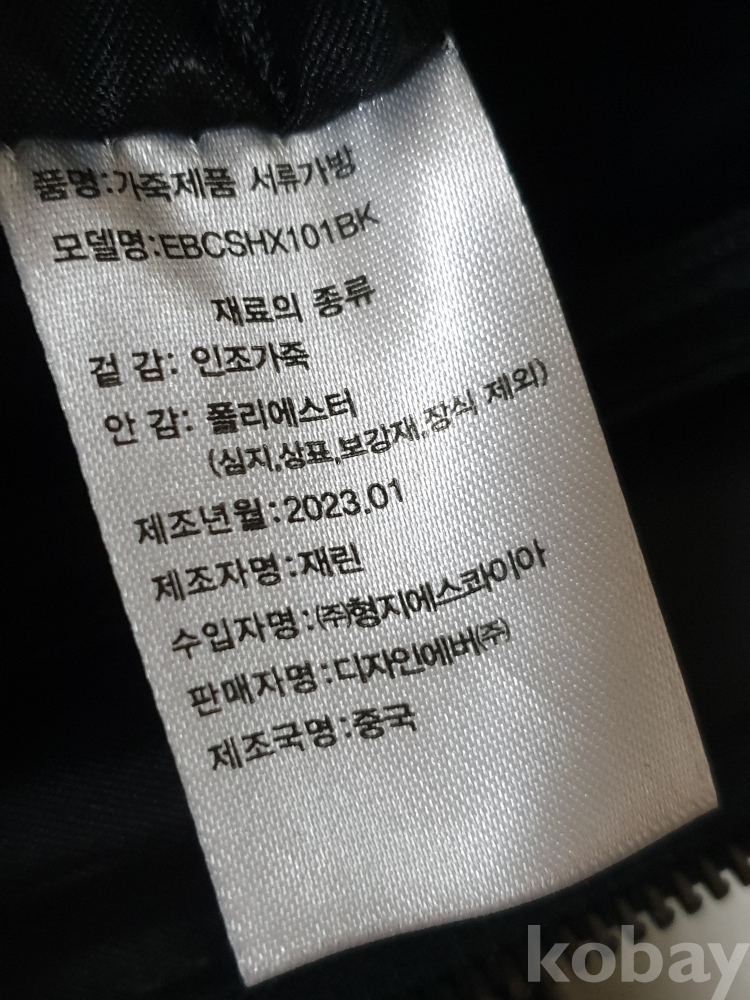 품명:가죽제품 서류가방
모델명:EBCSHX101BK
재료의 종류
겉 감: 인조가죽
안 감: 폴리에스터
(심지,상표,보강재,장식 제외)
제조년월:2023.01
제조자명:재린
수입자명:㈜형지에스콰이아
판매자명:디자인에버㈜
제조국명:중국
kobay